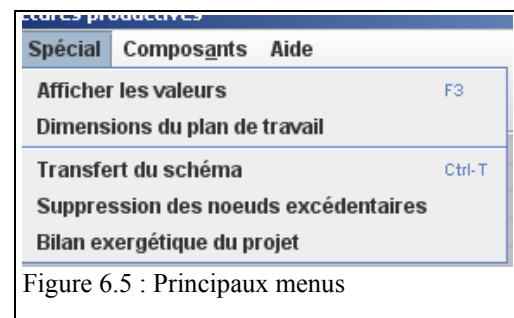 Spécial Composants Aide
Afficher les valeurs F3
Dimensions du plan de travail
Transfert du schéma Ctrl-T
Suppression des noeuds excédentaires
Bilan exergétique du projet
Figure 6.5 : Principaux menus